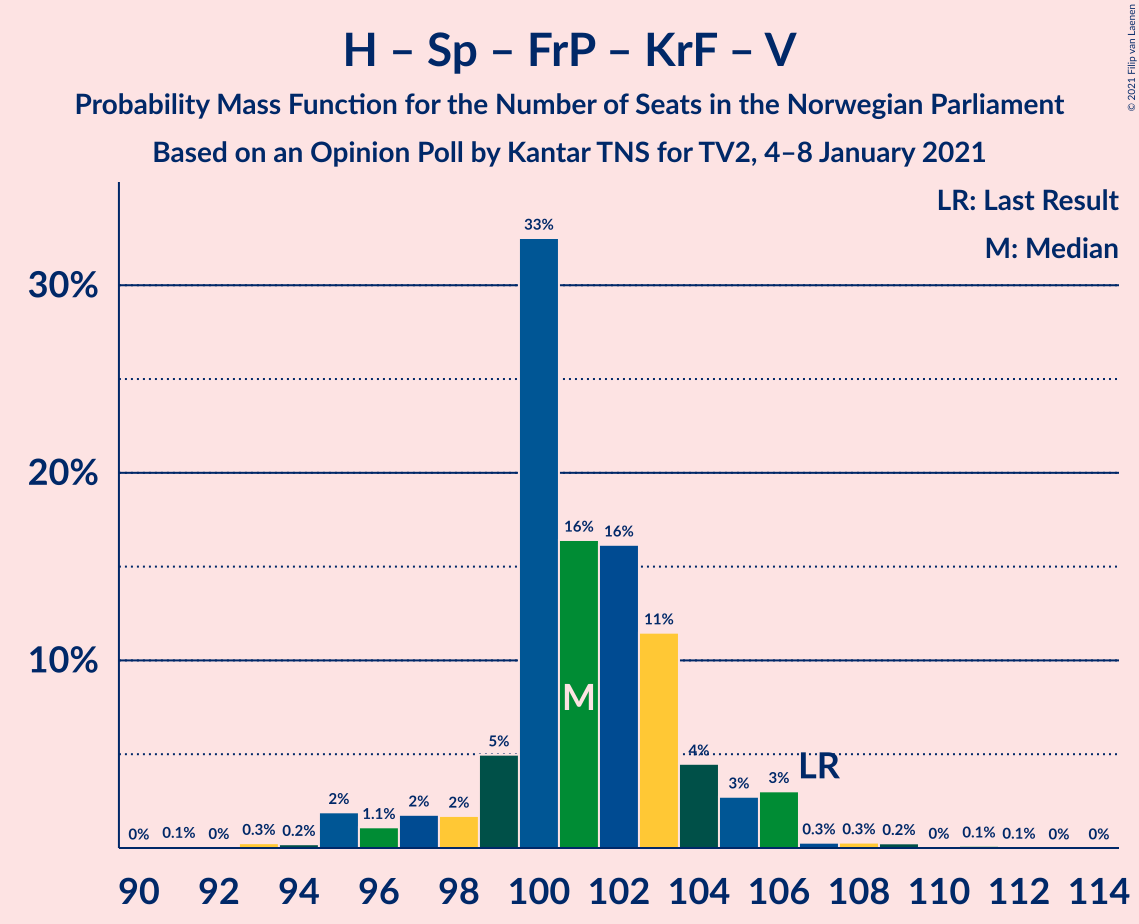 H – Sp – FrP – KrF – V
Probability Mass Function for the Number of Seats in the Norwegian Parliament
Based on an Opinion Poll by Kantar TNS for TV2, 4–8 January 2021
© 2021 Filip van Laenen
LR: Last Result
M: Median
30%
20%
10%
0% 0.1% 0% 0.3% 0.2% 2% 1.1% 2% 2% 5% 33% 16% 16% 11% 4% 3% 3% 0.3% 0.3% 0.2% 0% 0.1% 0.1% 0% 0%
M
LR
90 92 94 96 98 100 102 104 106 108 110 112 114